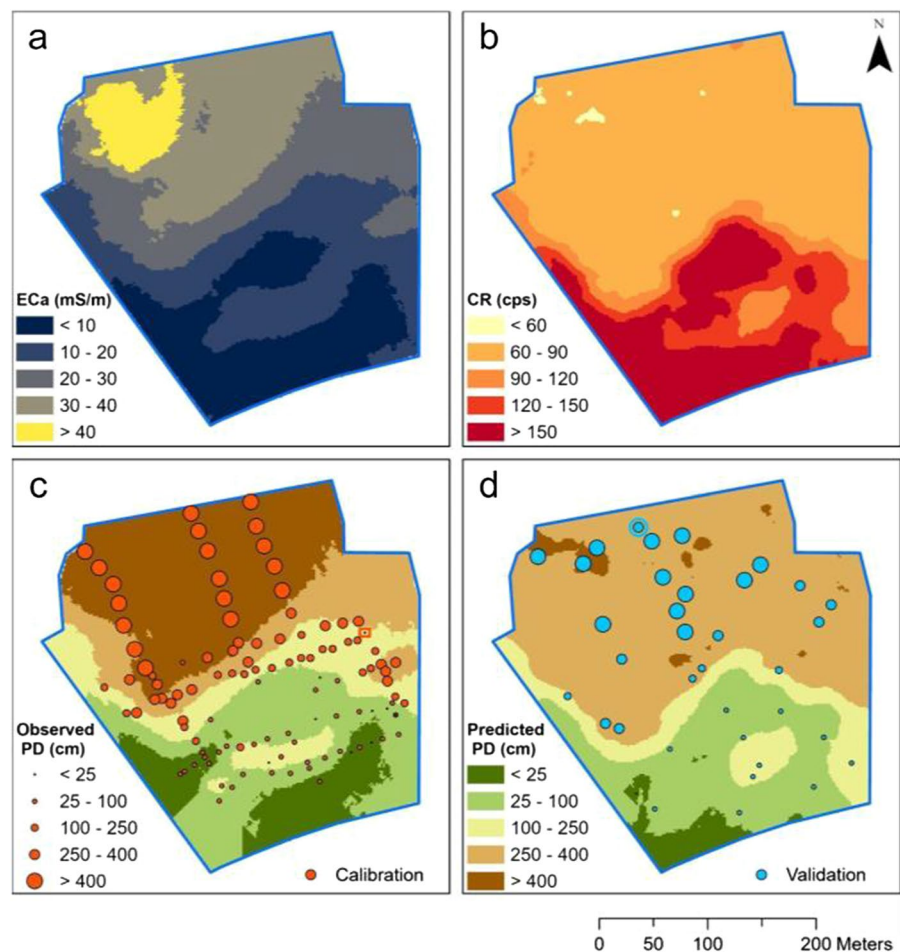 a
ECa (mS/m)
< 10
10 - 20
20 - 30
30 - 40
> 40
b
N
CR (cps)
< 60
60 - 90
90 - 120
120 - 150
> 150
c
Observed
PD (cm)
< 25
25 - 100
100 - 250
250 - 400
> 400
Calibration
d
Predicted
PD (cm)
< 25
25 - 100
100 - 250
250 - 400
> 400
Validation
0 50 100 200 Meters